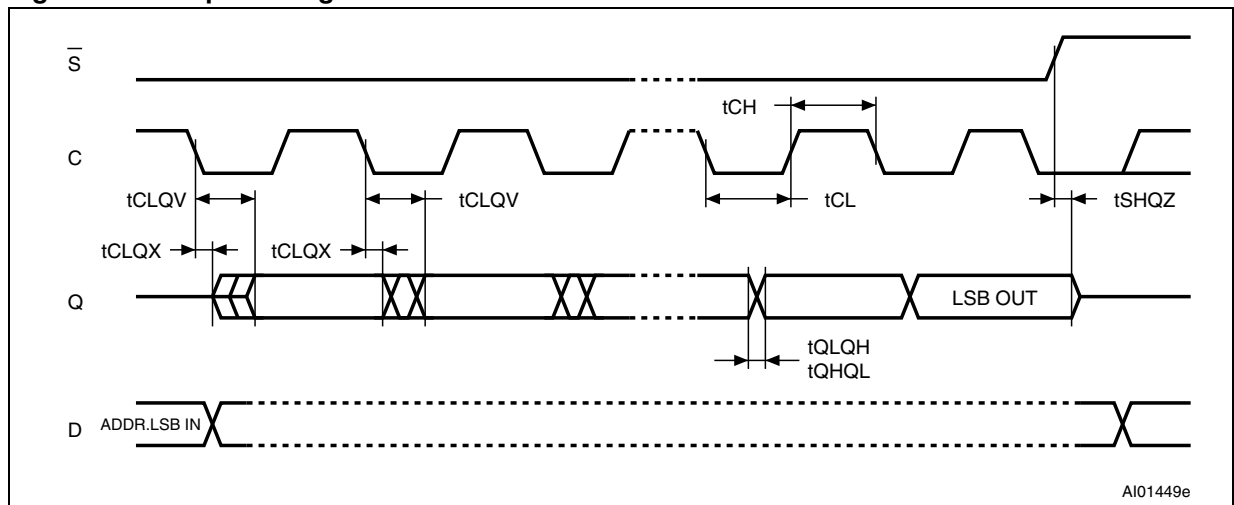 S
tCH
C
tCLQV
tCLQV
tCL
tSHQZ
tCLQX
tCLQX
Q
LSB OUT
tQLQH
tQHQL
D
ADDR.LSB IN
AI01449e